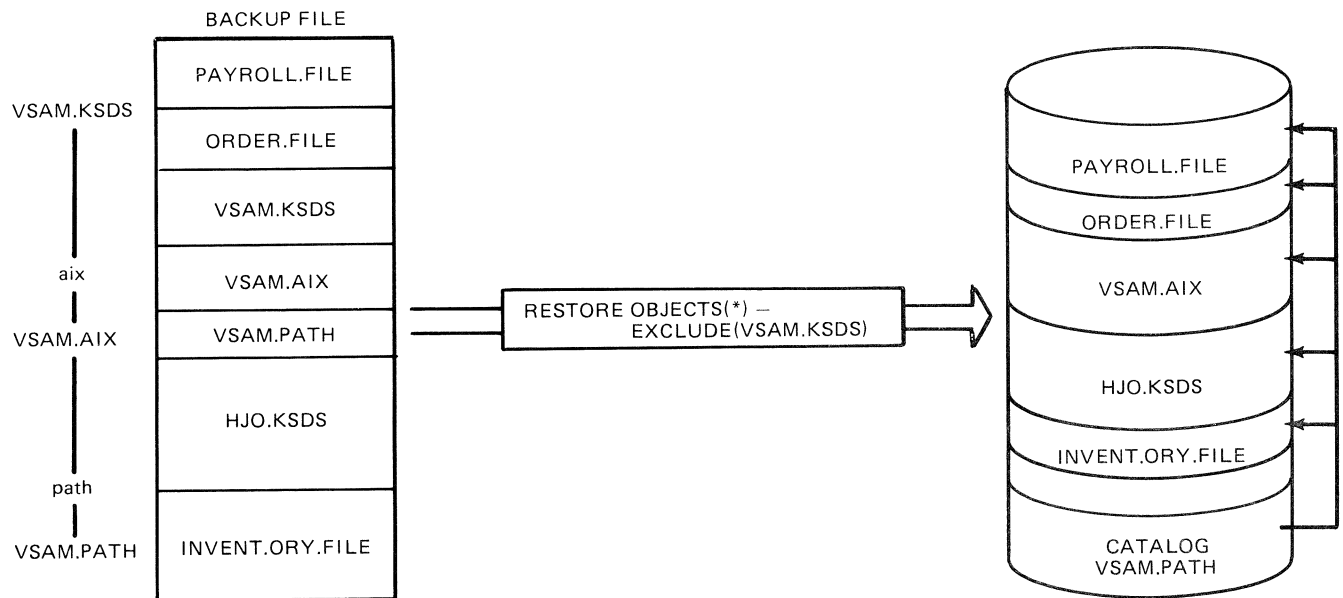 BACKUP FILE
PAYROLL.FILE
ORDER.FILE
VSAM.KSDS
VSAM.AIX
VSAM.PATH
HJO.KSDS
INVENT.ORY.FILE
VSAM.KSDS
aix
VSAM.AIX
path
VSAM.PATH
RESTORE OBJECTS(*) –
EXCLUDE(VSAM.KSDS)
PAYROLL.FILE
ORDER.FILE
VSAM.AIX
HJO.KSDS
INVENT.ORY.FILE
CATALOG
VSAM.PATH